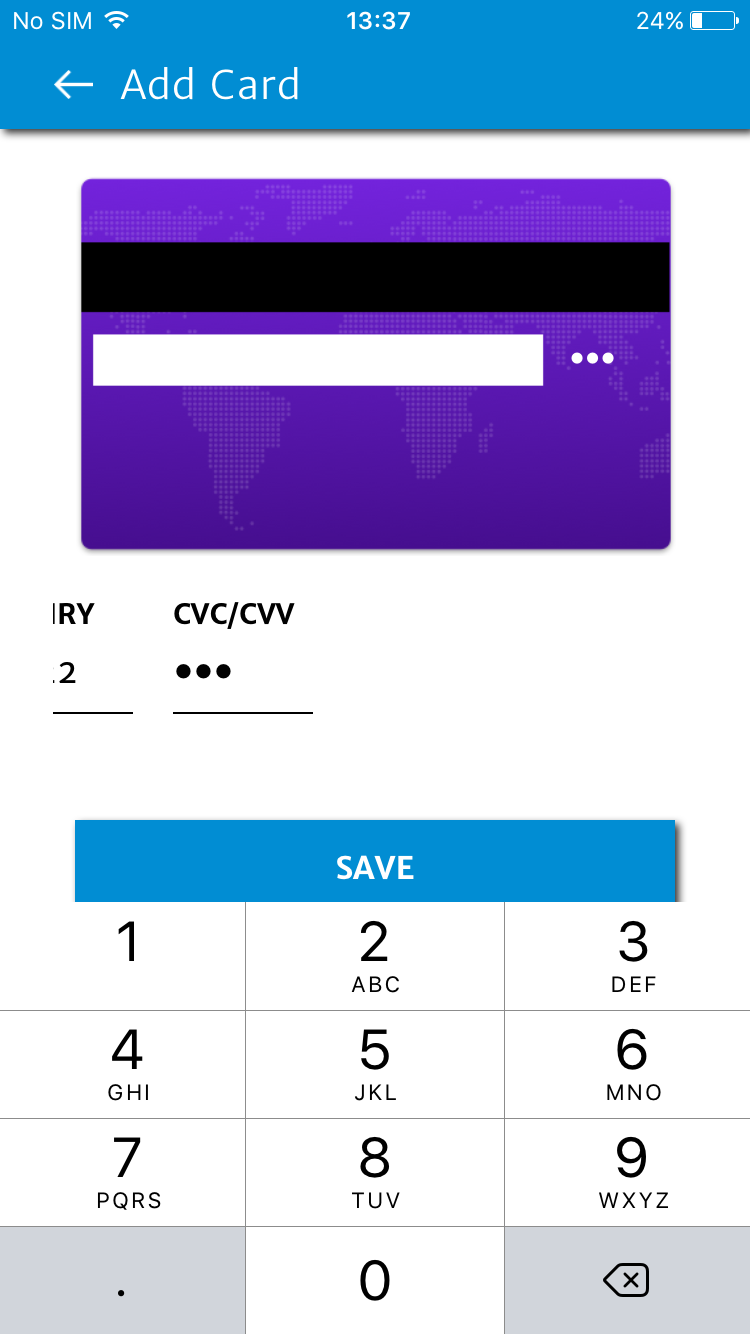 No SIM 13:37 24%
Add Card
•••
RY CVC/CVV
2 •••
SAVE
1 2 3
ABC DEF
4 5 6
GHI JKL MNO
7 8 9
PQRS TUV WXYZ
. 0